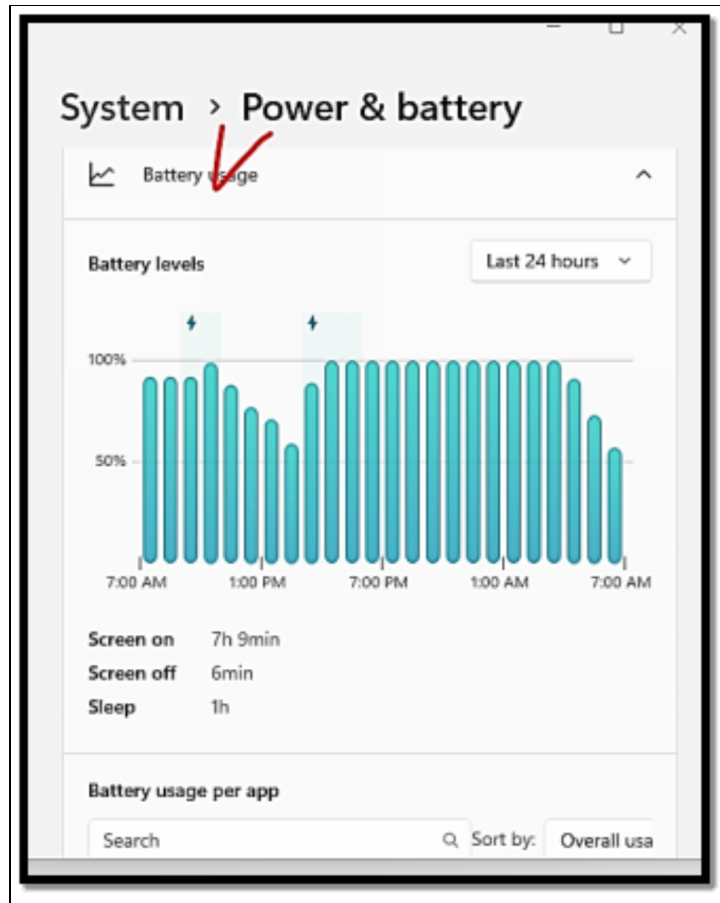 System > Power & battery
Battery usage
Battery levels
Last 24 hours
100%
50%
7:00 AM 1:00 PM 7:00 PM 1:00 AM 7:00 AM
Screen on 7h 9min
Screen off 6min
Sleep 1h
Battery usage per app
Search Sort by: Overall usa